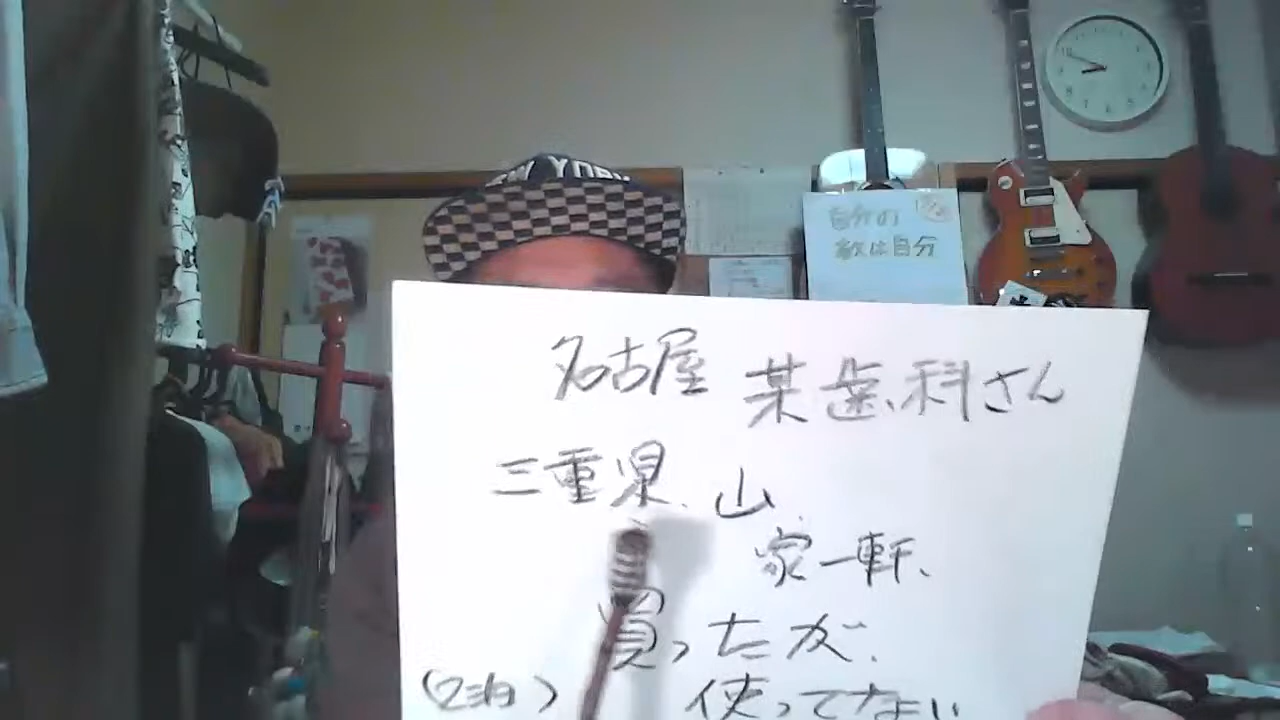 名古屋 某歯科さん
三重県、山、
家一軒、
買ったが、
(2泊) 使ってない
自分の
敵は自分